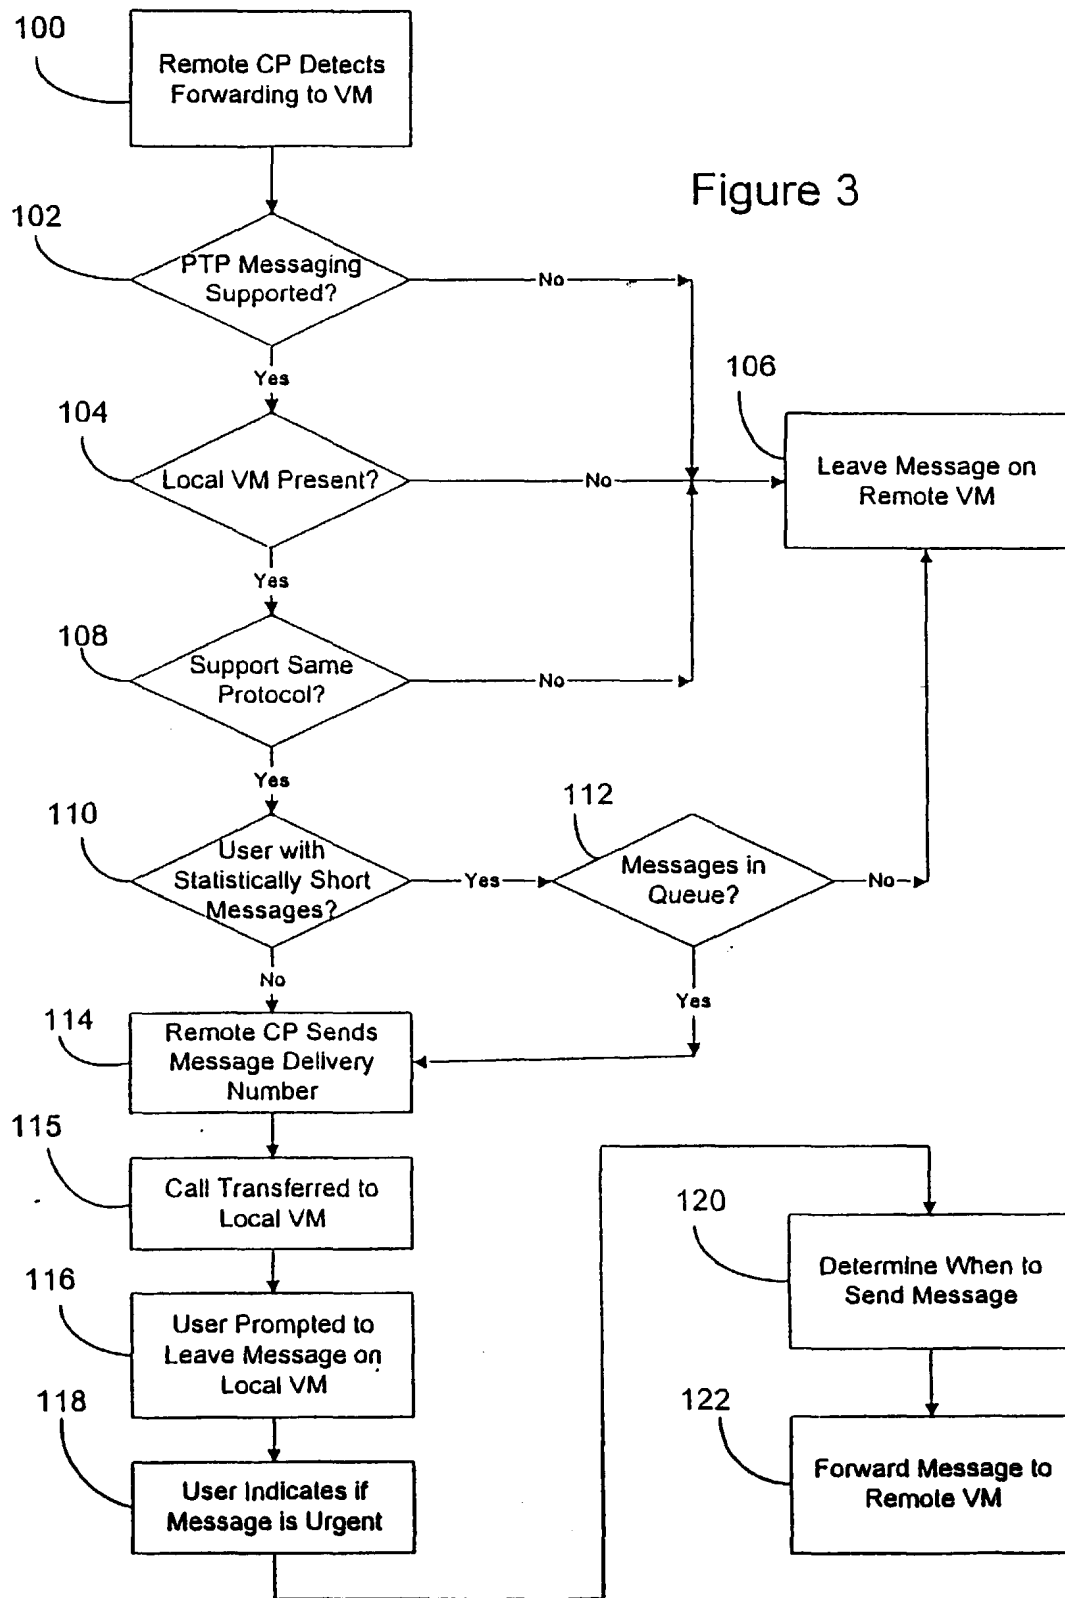 100
Remote CP Detects
Forwarding to VM
Figure 3
102
PTP Messaging
Supported?
No
Yes
104
Local VM Present?
No
106
Leave Message on
Remote VM
Yes
108
Support Same
Protocol?
No
Yes
110
User with
Statistically Short
Messages?
Yes
112
Messages in
Queue?
No
No
Yes
114
Remote CP Sends
Message Delivery
Number
115
Call Transferred to
Local VM
116
User Prompted to
Leave Message on
Local VM
118
User Indicates if
Message is Urgent
120
Determine When to
Send Message
122
Forward Message to
Remote VM